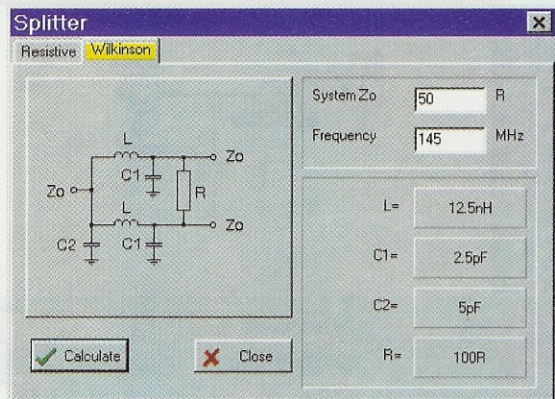 Splitter
Resistive Wilkinson
System Zo 50 R
Frequency 145 MHz
L
Zo
C1
R
Zo
L
Zo
C2
C1
L= 12.5nH
C1= 2.5pF
C2= 5pF
R= 100R
Calculate
Close